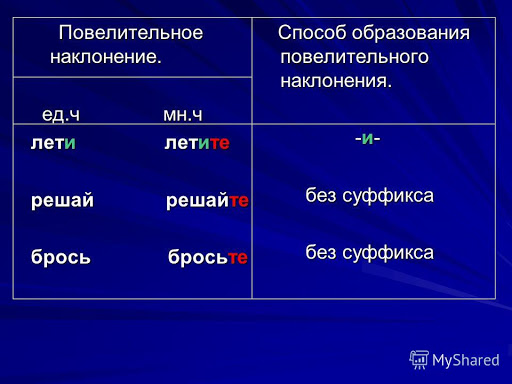 Повелительное
наклонение.
Способ образования
повелительного
наклонения.
ед.ч мн.ч
лети летите
-и-
решай решайте
без суффикса
брось бросьте
без суффикса
MyShared